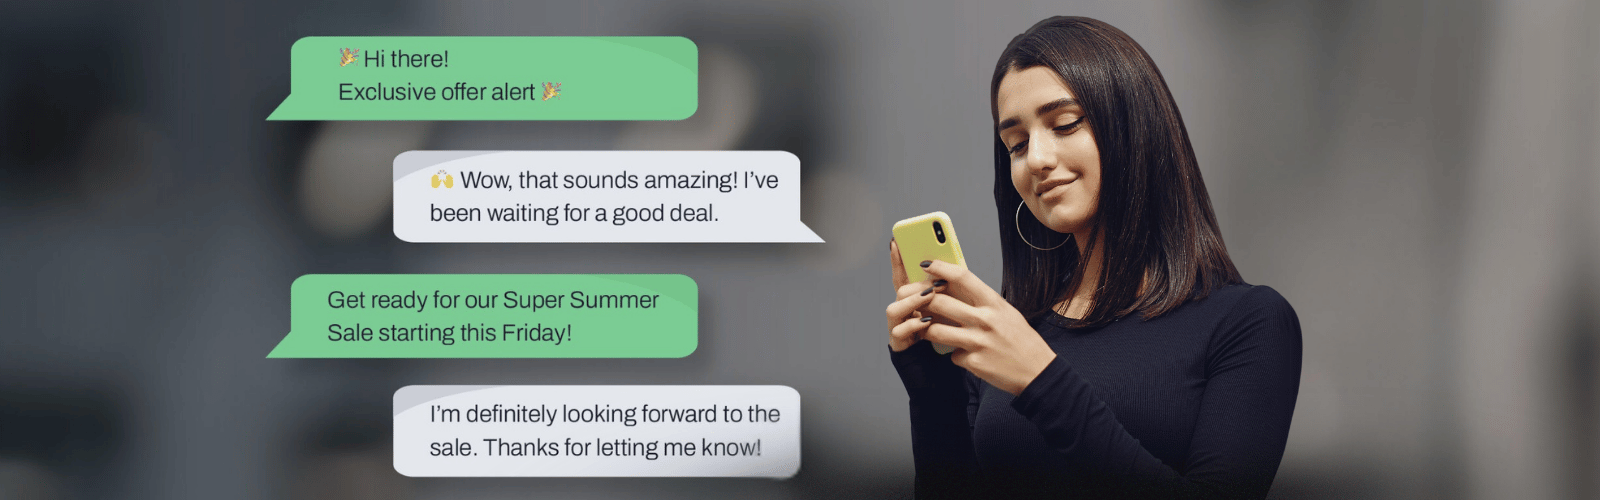 🎉 Hi there!
Exclusive offer alert 🎉
🙌 Wow, that sounds amazing! I’ve
been waiting for a good deal.
Get ready for our Super Summer
Sale starting this Friday!
I’m definitely looking forward to the
sale. Thanks for letting me know!